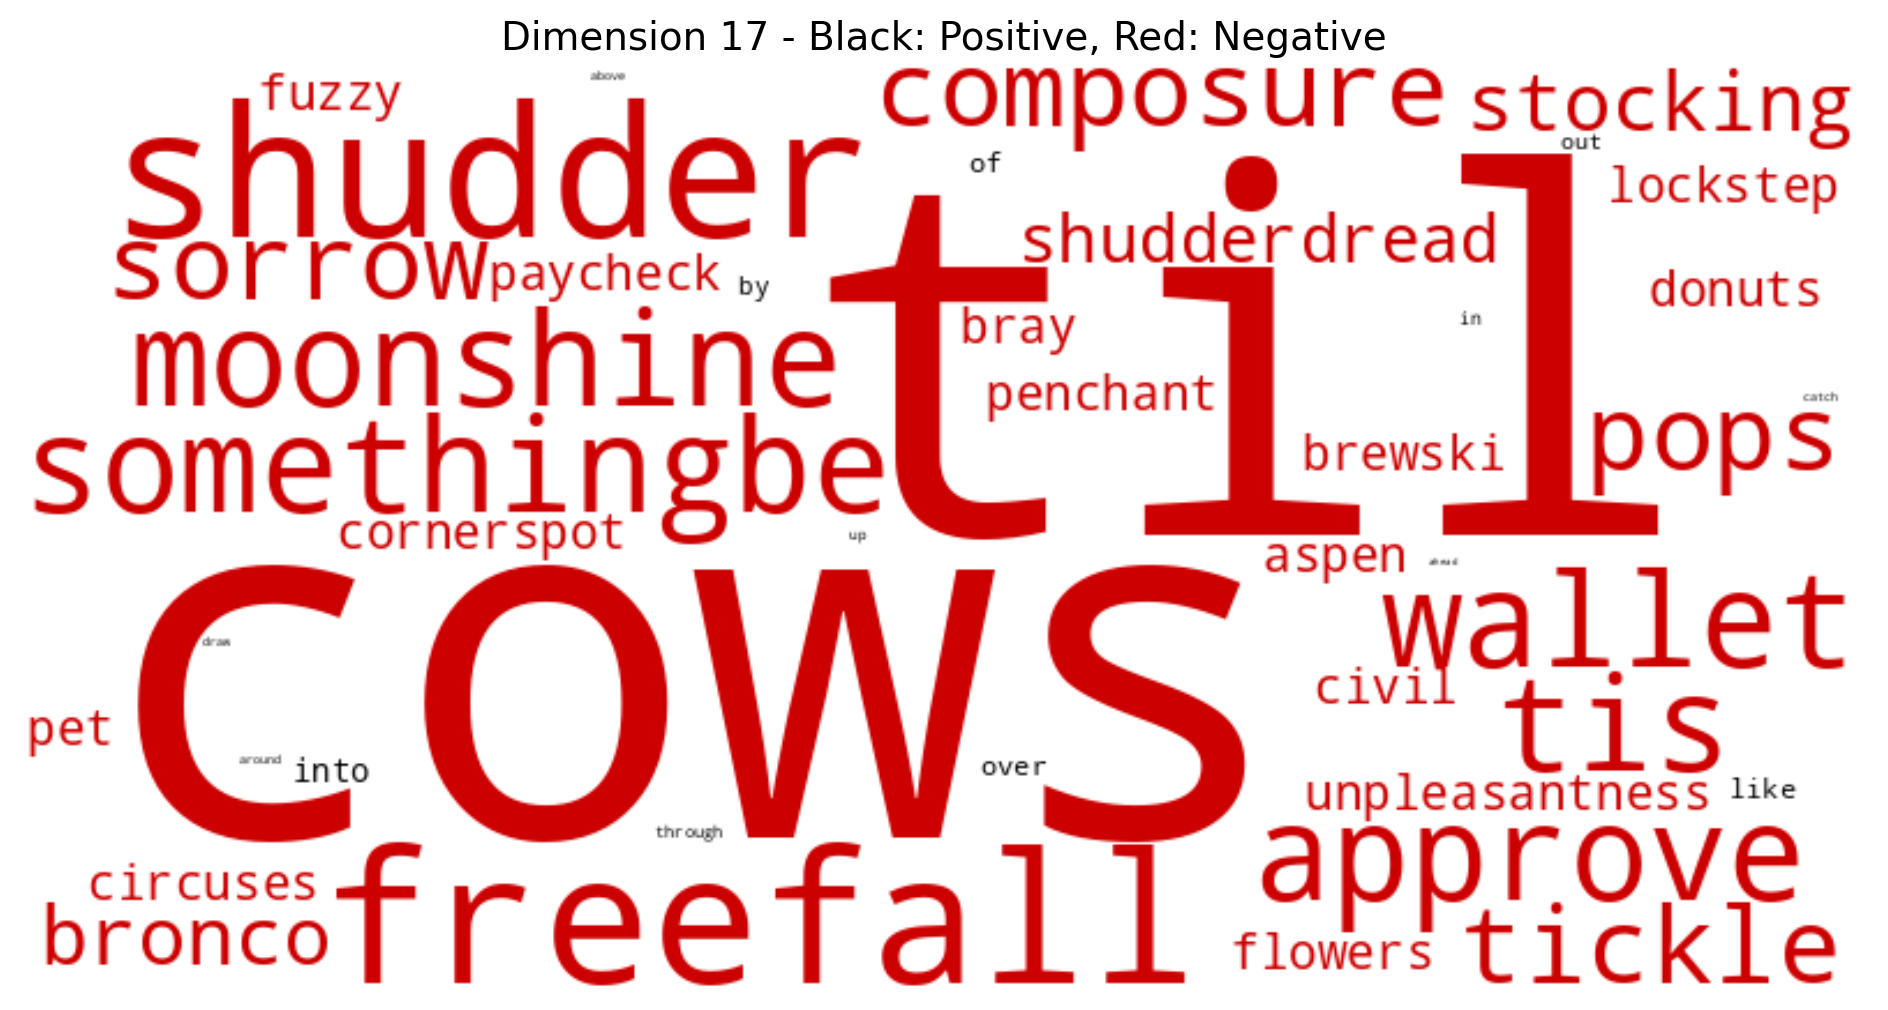 Dimension 17 - Black: Positive, Red: Negative
fuzzy
above
composure
stocking
shudder
of
out
til
lockstep
sorrow
paycheck
by
shudderdread
donuts
moonshine
bray
in
penchant
catch
somethingbe
brewski
pops
cornerspot
up
aspen
ahead
cows
wallet
draw
civil
pet
tis
around
into
over
unpleasantness
like
through
approve
circuses
freefall
bronco
flowers
tickle